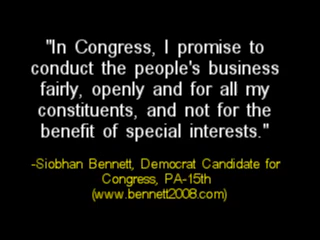 "In Congress, I promise to
conduct the people's business
fairly, openly and for all my
constituents, and not for the
benefit of special interests."
-Siobhan Bennett, Democrat Candidate for
Congress, PA-15th
(www.bennett2008.com)